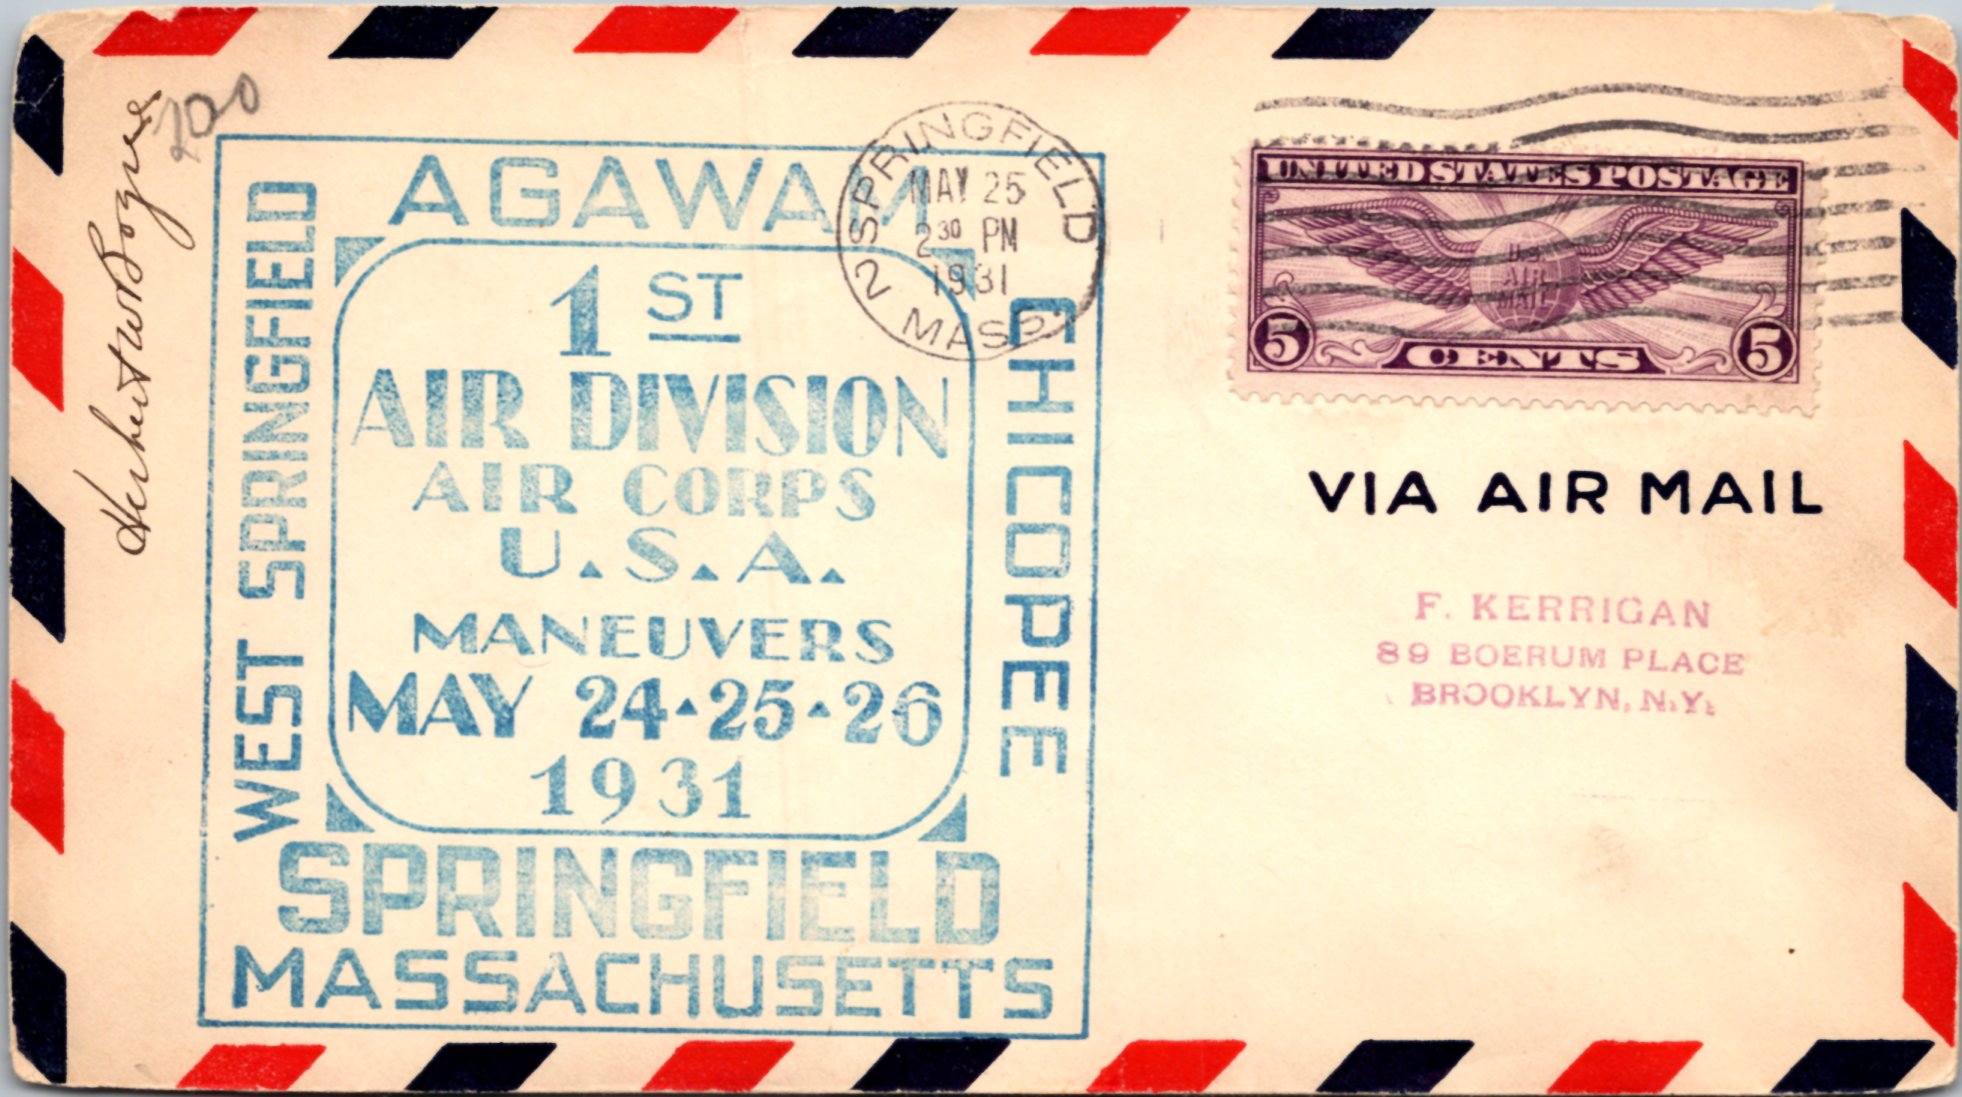 Herbert W Bogue
200
AGAWAM
WEST SPRINGFIELD
CHICOPEE
1ST
AIR DIVISION
AIR CORPS
U.S.A.
MANEUVERS
MAY 24-25-26
1931
SPRINGFIELD
MASSACHUSETTS
SPRINGFIELD
MAY 25
2 30 PM
1931
2 MASS.
UNITED STATES POSTAGE
U.S.
AIR
MAIL
5 CENTS 5
VIA AIR MAIL
F. KERRIGAN
89 BOERUM PLACE
BROOKLYN, N.Y.